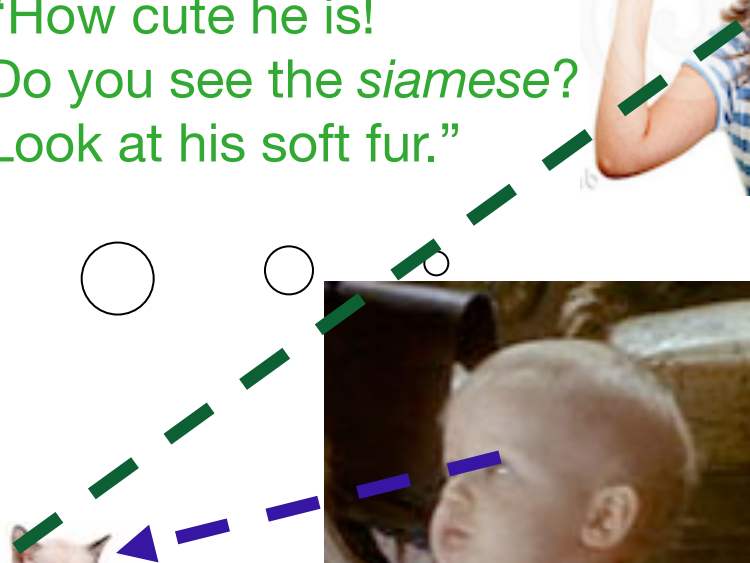 "How cute he is!
Do you see the siamese?
Look at his soft fur.”